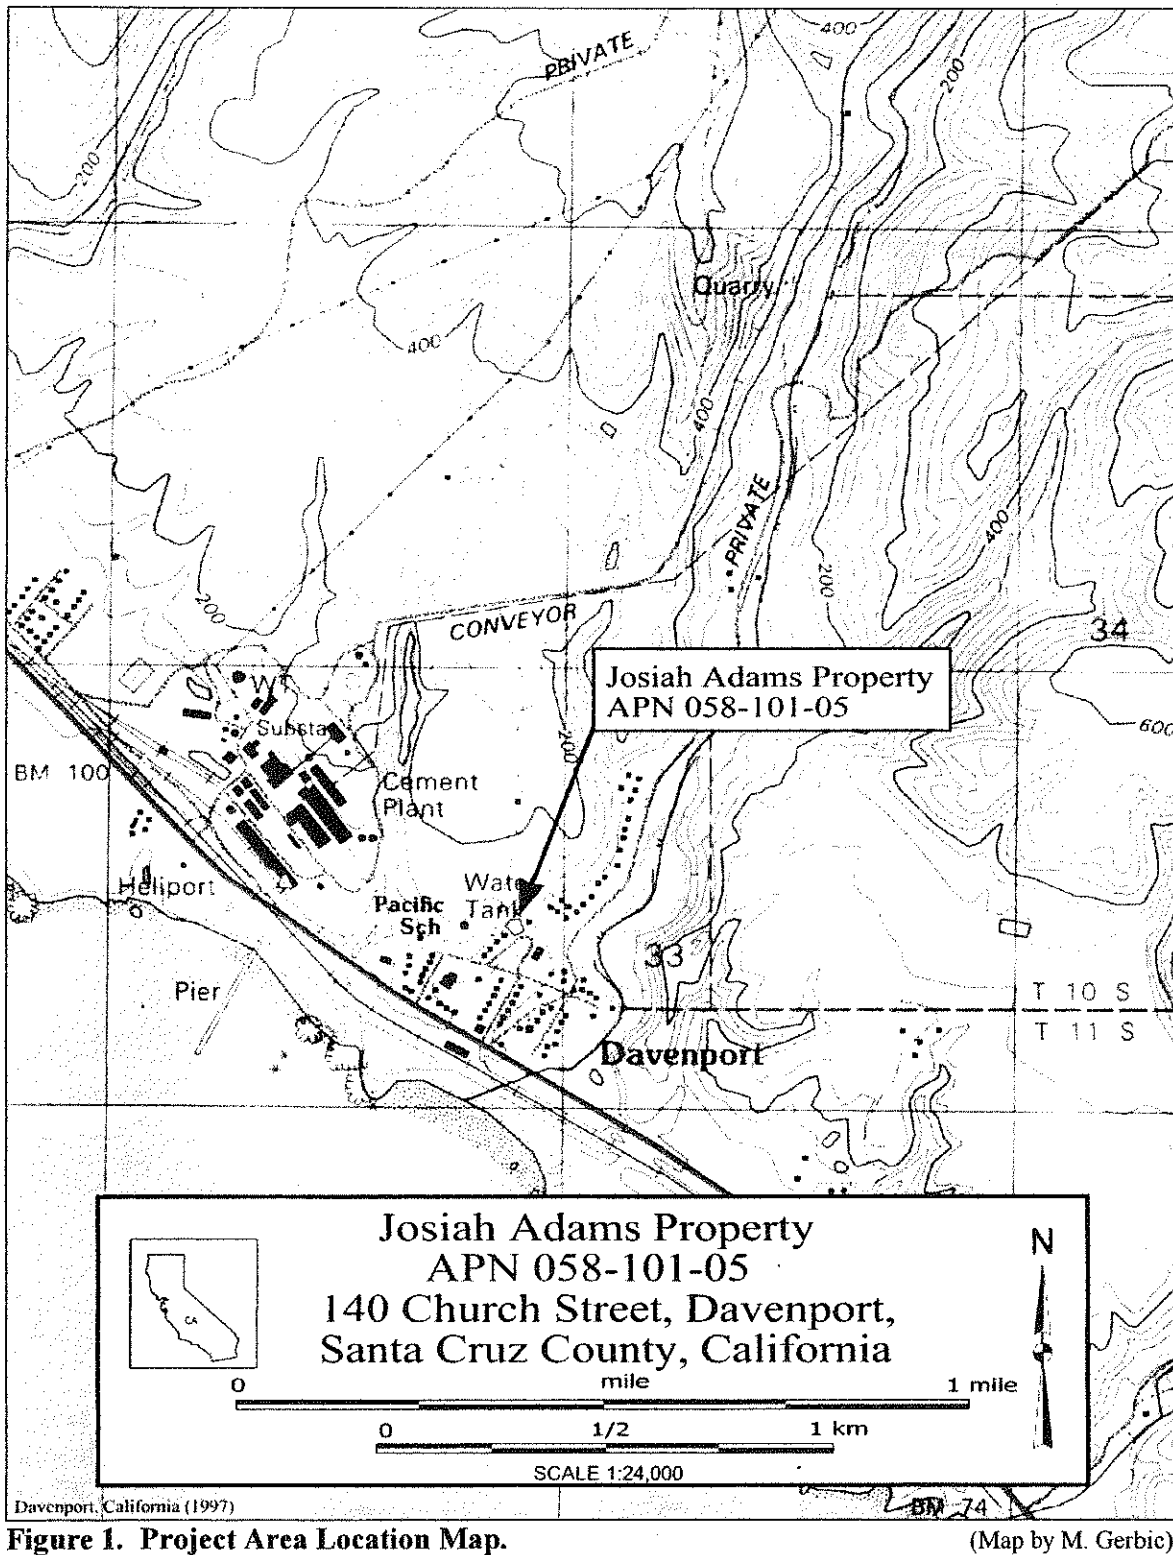 400
PRIVATE
200
200
Quarry
400
400
PRIVATE
400
200
200
CONVEYOR
34
Josiah Adams Property
APN 058-101-05
WT
Substa
200
600
BM 100
Cement
Plant
Heliport
Water
Tank
Pacific
Sch
33
Pier
T 10 S
T 11 S
Davenport
Josiah Adams Property
APN 058-101-05
140 Church Street, Davenport,
Santa Cruz County, California
N
0 mile 1 mile
0 1/2 1 km
SCALE 1:24,000
Davenport, California (1997)
BM 74
Figure 1. Project Area Location Map.
(Map by M. Gerbic)